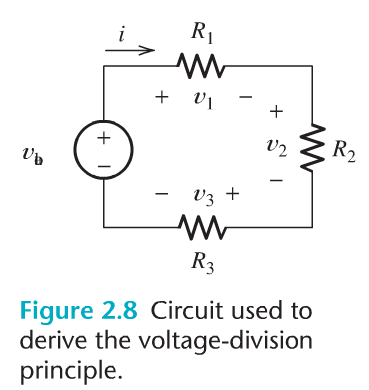 i
R1
+ v1 −
+
−
+
v2
−
R2
vb
− v3 +
R3
Figure 2.8 Circuit used to
derive the voltage-division
principle.